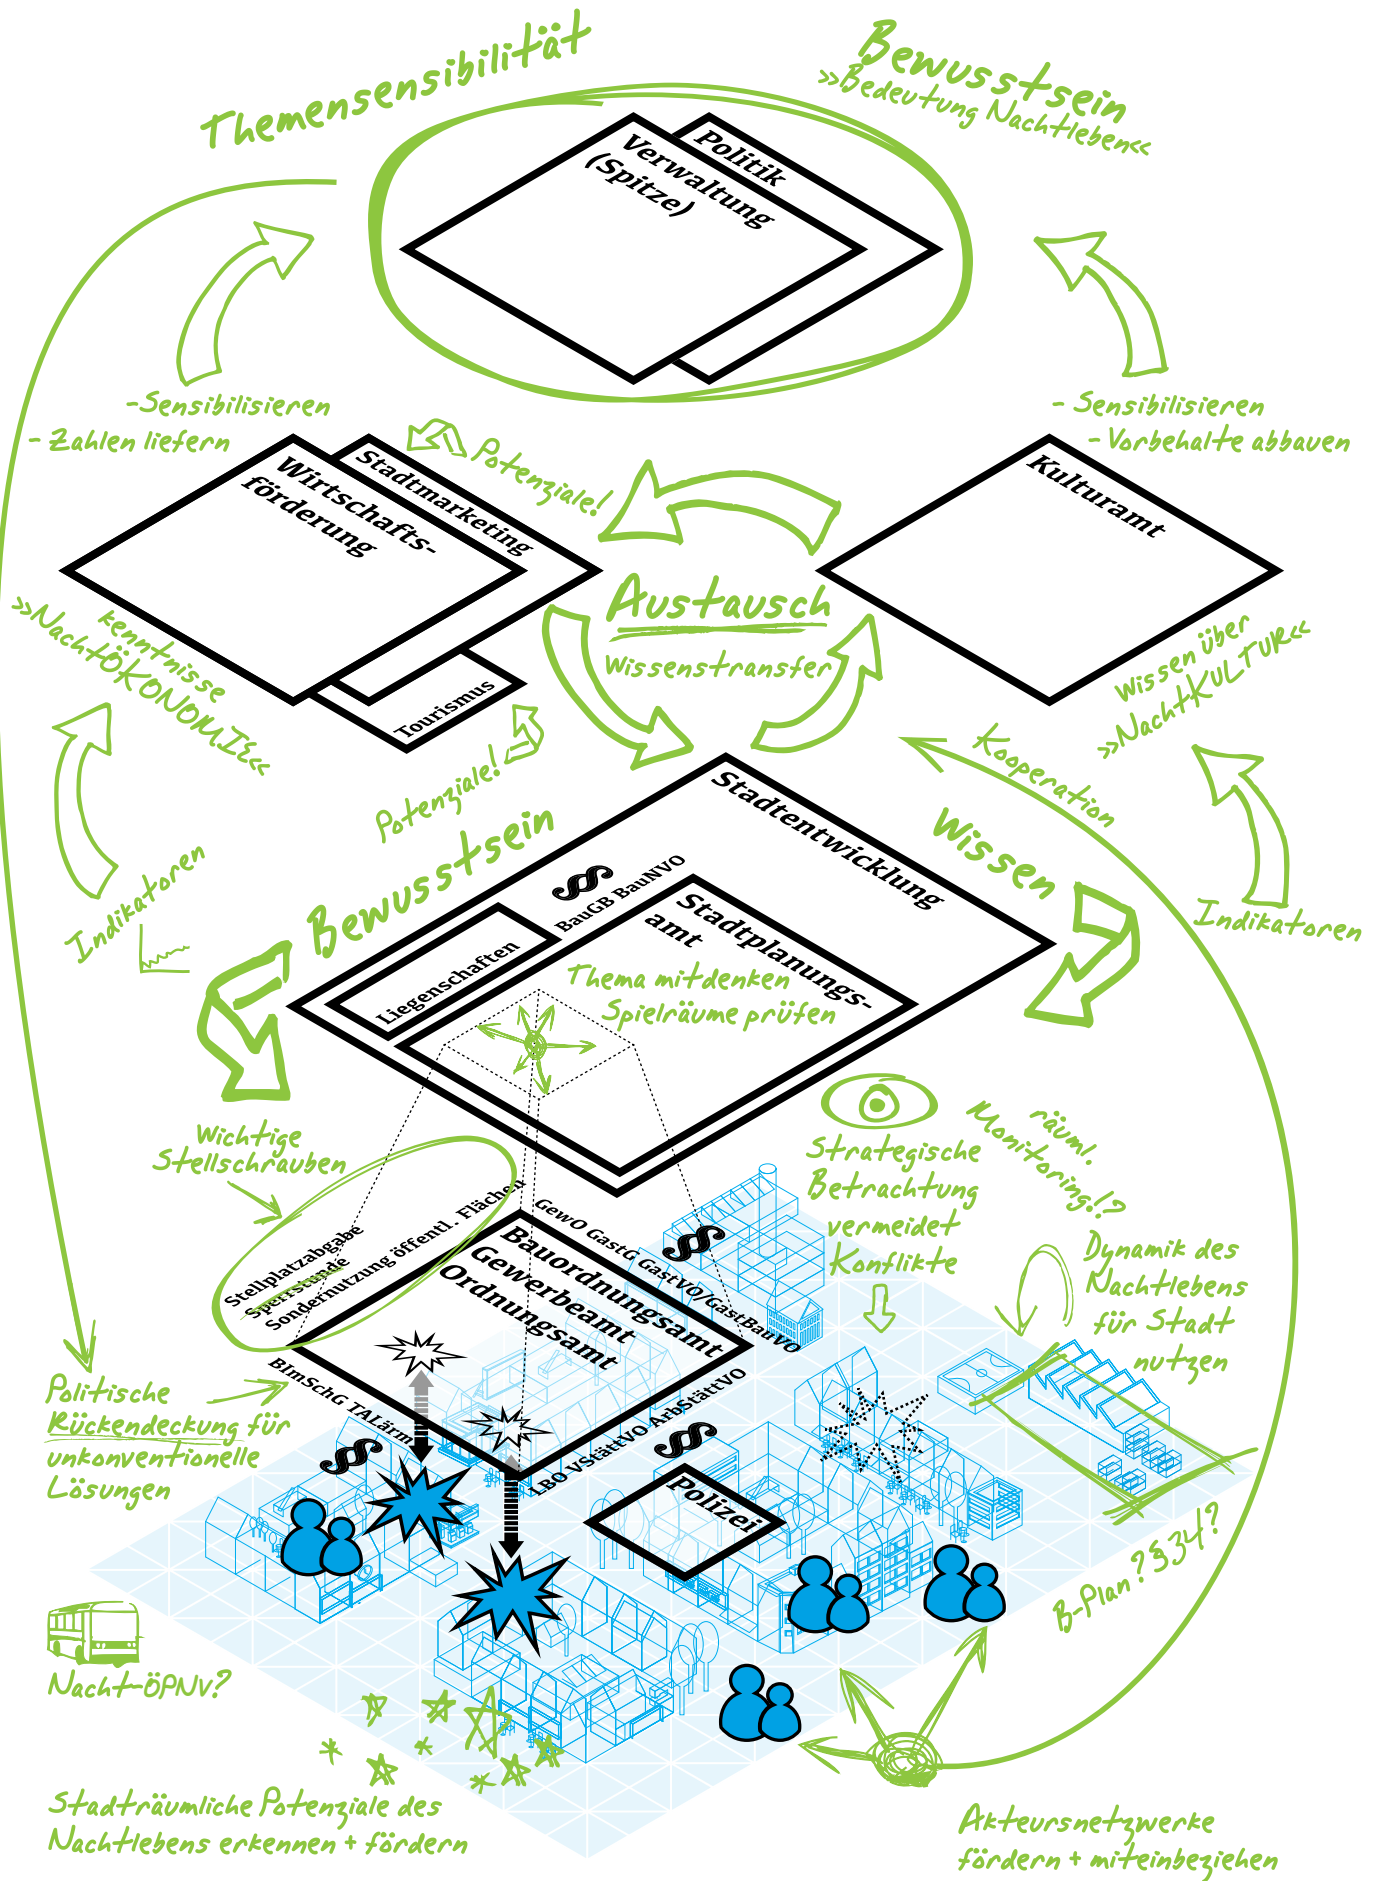 Themensensibilität
Bewusstsein
»Bedeutung Nachtleben«
Politik
Verwaltung
(Spitze)
-Sensibilisieren
- Zahlen liefern
- Sensibilisieren
- Vorbehalte abbauen
Potenziale!
Stadtmarketing
Wirtschafts-
förderung
Tourismus
Kulturamt
Austausch
Wissenstransfer
kenntnisse
»NachtÖKONOMIE«
Wissen über
»NachtKULTUR«
Potenziale!
Kooperation
Indikatoren
Indikatoren
Bewusstsein
Wissen
Stadtentwicklung
§§
BauGB BauNVO
Liegenschaften
Stadtplanungs-
amt
Thema mitdenken
Spielräume prüfen
Wichtige
Stellschrauben
Stellplatzabgabe
Sperrstunde
Sondernutzung öffentl. Flächen
GewO GastG GastVO/GastBauVO
§§
Bauordnungsamt
Gewerbeamt
Ordnungsamt
BImSchG TALärm
§§
LBO VStättVO ArbStättVO
§§
Polizei
Strategische
Betrachtung
vermeidet
Konflikte
räuml.
Monitoring!?
Dynamik des
Nachtlebens
für Stadt
nutzen
Politische
Rückendeckung für
unkonventionelle
Lösungen
B-Plan? §34?
Nacht-ÖPNV?
Stadträumliche Potenziale des
Nachtlebens erkennen + fördern
Akteursnetzwerke
fördern + miteinbeziehen